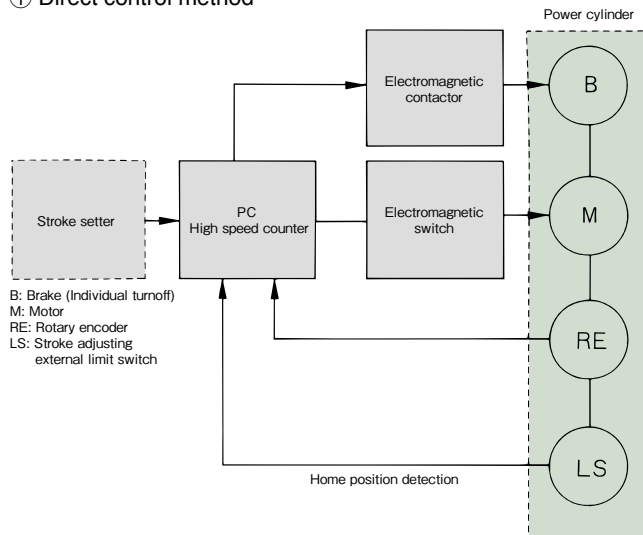 ① Direct control method
Power cylinder
Electromagnetic
contactor
B
Stroke setter
PC
High speed counter
Electromagnetic
switch
M
B: Brake (Individual turnoff)
M: Motor
RE: Rotary encoder
LS: Stroke adjusting
external limit switch
RE
LS
Home position detection